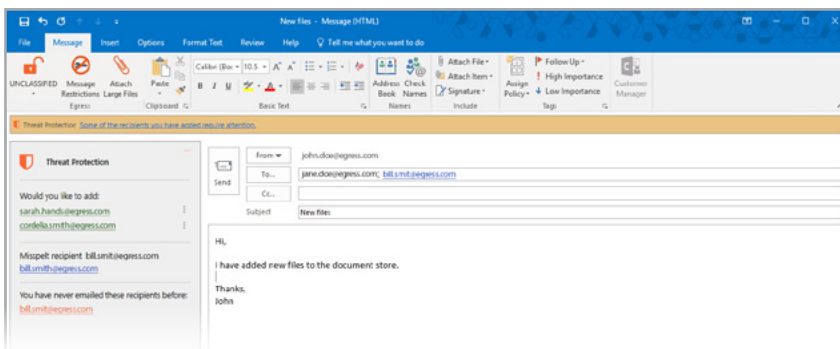 New files - Message (HTML)
File Message Insert Options Format Text Review Help Tell me what you want to do
UNCLASSIFIED
Message Restrictions
Attach Large Files
Egress
Paste
Clipboard
Calibri (Bo 10.5 A A
B I U A
Basic Text
Address Book
Check Names
Names
Attach File
Attach Item
Signature
Include
Assign Policy
Follow Up
High Importance
Low Importance
Tags
Customer Manager
Threat Protection Some of the recipients you have added require attention.
Threat Protection
Would you like to add:
sarah.hands@egress.com
cordelia.smith@egress.com
Misspelt recipient bill.smit@egress.com
bill.smith@egress.com
You have never emailed these recipients before:
bill.smit@egress.com
Send
From john.doe@egress.com
To... jane.doe@egress.com; bill.smit@egress.com
Cc...
Subject New files
Hi,
I have added new files to the document store.
Thanks,
John